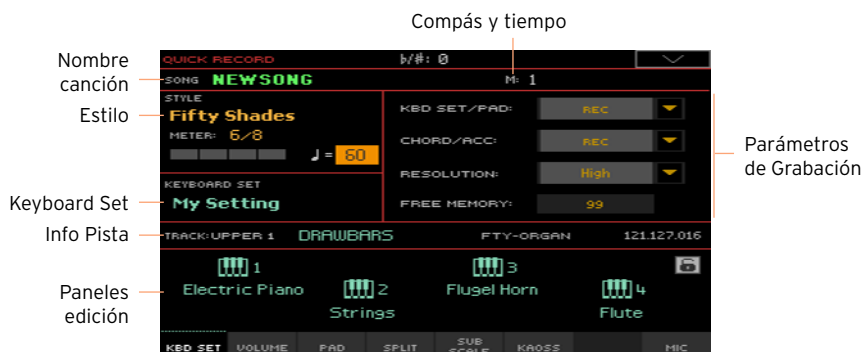 Compás y tiempo
QUICK RECORD ♭/#: 0
Nombre canción
SONG NEWSONG M: 1
STYLE
Estilo
Fifty Shades
METER: 6/8
♩ = 60
KBD SET/PAD: REC
CHORD/ACC: REC
RESOLUTION: High
FREE MEMORY: 99
Parámetros de Grabación
KEYBOARD SET
Keyboard Set
My Setting
Info Pista
TRACK: UPPER 1 DRAWBARS FTY-ORGAN 121.127.016
Paneles edición
1
Electric Piano
2
Strings
3
Flugel Horn
4
Flute
KBD SET VOLUME PAD SPLIT SUB SCALE KAOSS MIC